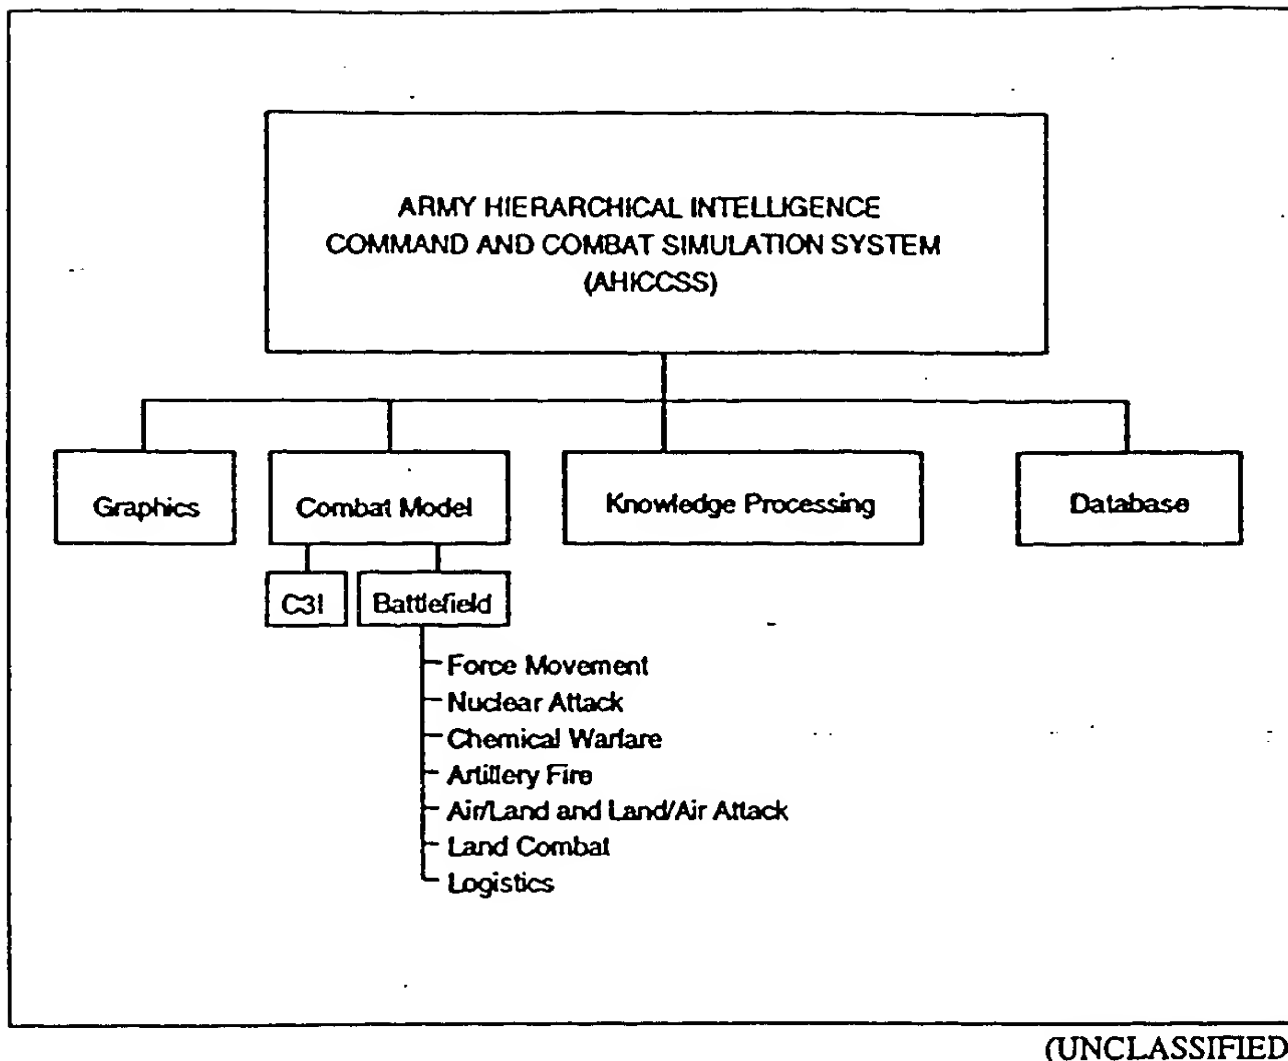 ARMY HIERARCHICAL INTELLIGENCE
COMMAND AND COMBAT SIMULATION SYSTEM
(AHICCSS)
Graphics
Combat Model
Knowledge Processing
Database
C3I
Battlefield
Force Movement
Nuclear Attack
Chemical Warfare
Artillery Fire
Air/Land and Land/Air Attack
Land Combat
Logistics
(UNCLASSIFIED